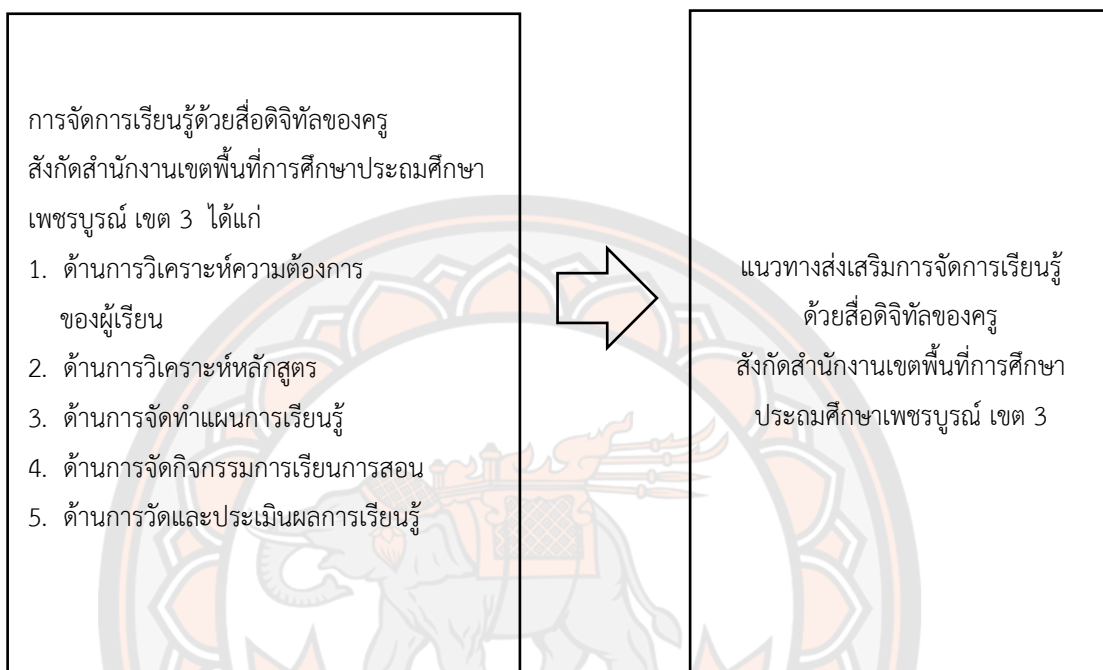 การจัดการเรียนรู้ด้วยสื่อดิจิทัลของครู
สังกัดสำนักงานเขตพื้นที่การศึกษาประถมศึกษา
เพชรบูรณ์ เขต 3 ได้แก่
1. ด้านการวิเคราะห์ความต้องการ
ของผู้เรียน
2. ด้านการวิเคราะห์หลักสูตร
3. ด้านการจัดทำแผนการเรียนรู้
4. ด้านการจัดกิจกรรมการเรียนการสอน
5. ด้านการวัดและประเมินผลการเรียนรู้
แนวทางส่งเสริมการจัดการเรียนรู้
ด้วยสื่อดิจิทัลของครู
สังกัดสำนักงานเขตพื้นที่การศึกษา
ประถมศึกษาเพชรบูรณ์ เขต 3